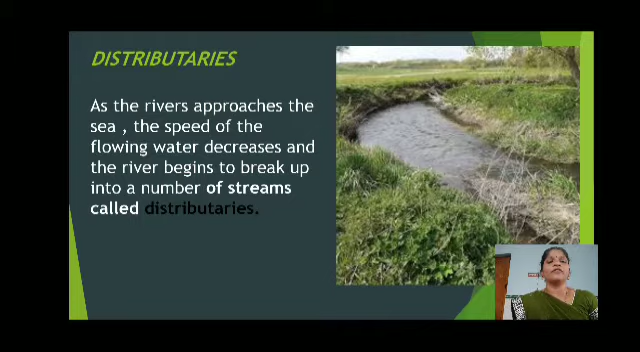 DISTRIBUTARIES
As the rivers approaches the
sea , the speed of the
flowing water decreases and
the river begins to break up
into a number of streams
called distributaries.